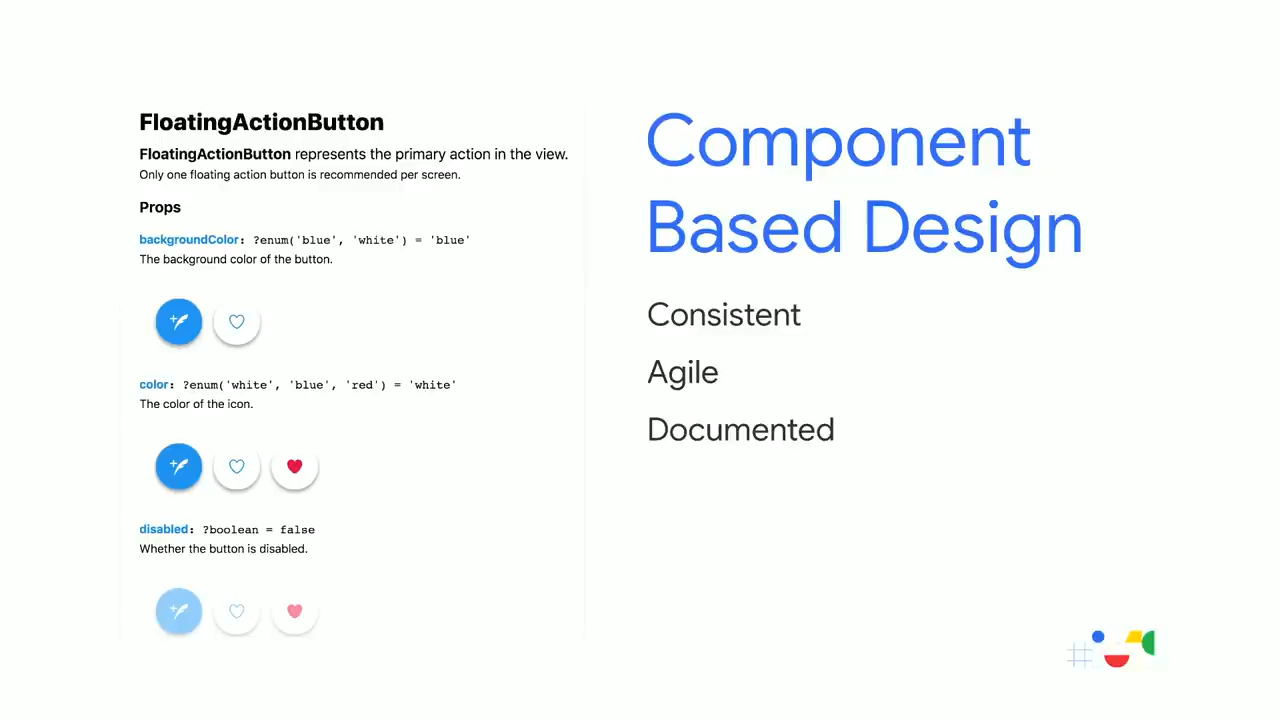 FloatingActionButton
FloatingActionButton represents the primary action in the view.
Only one floating action button is recommended per screen.
Props
backgroundColor: ?enum('blue', 'white') = 'blue'
The background color of the button.
color: ?enum('white', 'blue', 'red') = 'white'
The color of the icon.
disabled: ?boolean = false
Whether the button is disabled.
Component
Based Design
Consistent
Agile
Documented